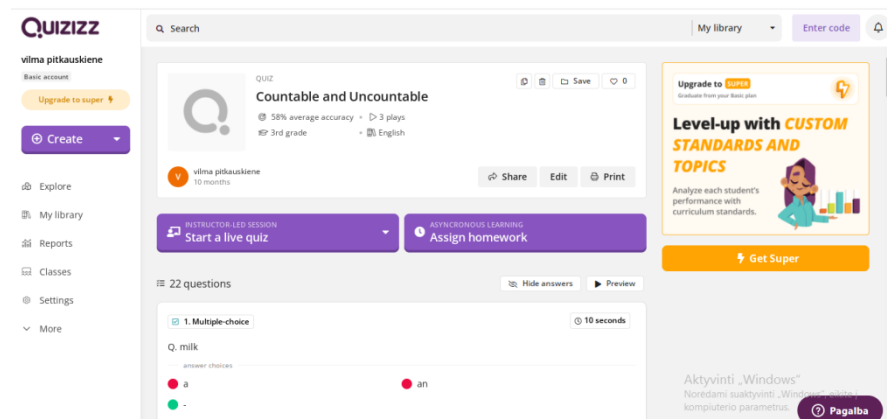 QUIZIZZ
vilma pitkauskiene
Basic account
Upgrade to super
Create
Explore
My library
Reports
Classes
Settings
More
Search
My library
Enter code
QUIZ
Countable and Uncountable
58% average accuracy • 3 plays
3rd grade • English
Save
0
V
vilma pitkauskiene
10 months
Share
Edit
Print
INSTRUCTOR-LED SESSION
Start a live quiz
ASYNCRONOUS LEARNING
Assign homework
22 questions
Hide answers
Preview
1. Multiple-choice
10 seconds
Q. milk
answer choices
a
an
-
Upgrade to SUPER
Graduate from your Basic plan
Level-up with CUSTOM
STANDARDS AND
TOPICS
Analyze each student's
performance with
curriculum standards.
Get Super
Aktyvinti „Windows“
Norėdami suaktyvinti „Windows“, eikite į
kompiuterio parametrus.
Pagalba